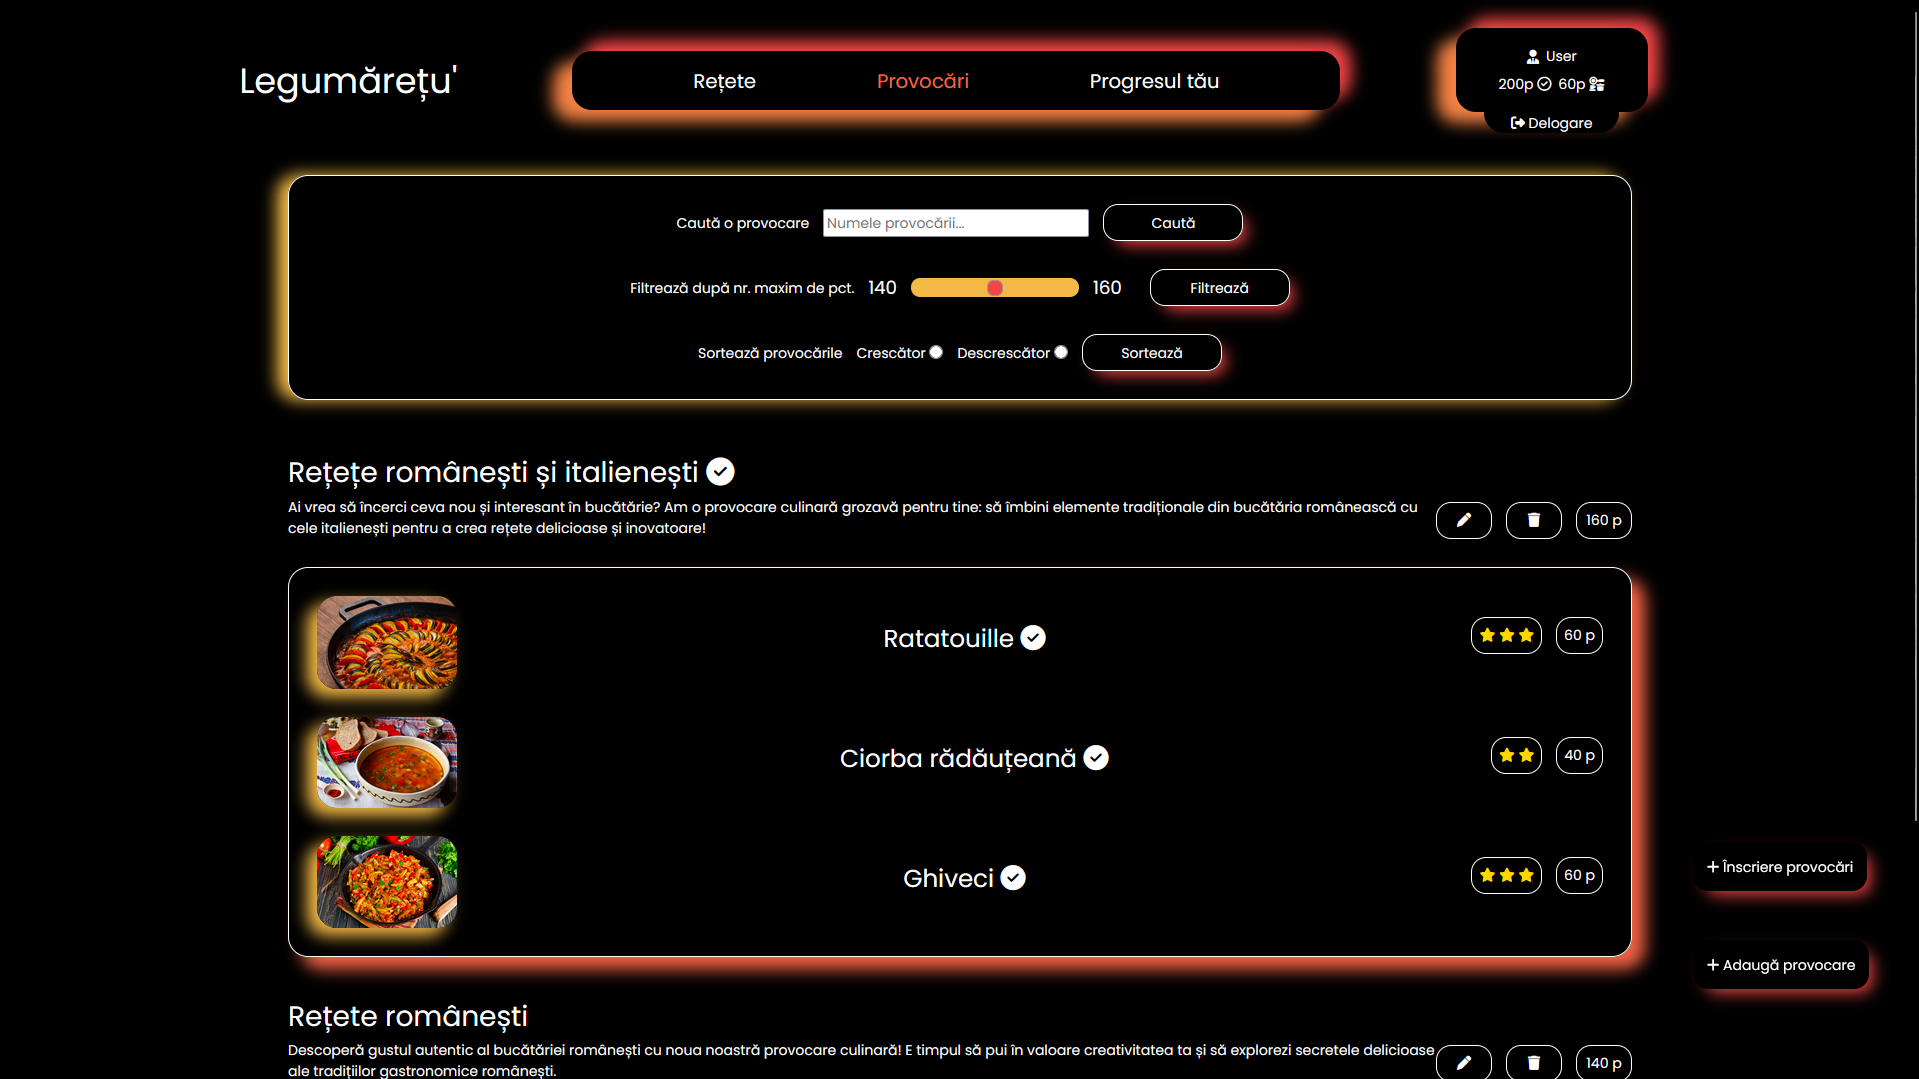 Legumărețu'
Rețete
Provocări
Progresul tău
User
200p 60p
Delogare
Caută o provocare
Numele provocării...
Caută
Filtrează după nr. maxim de pct.
140
160
Filtrează
Sortează provocările
Crescător
Descrescător
Sortează
Rețețe românești și italienești
Ai vrea să încerci ceva nou și interesant în bucătărie? Am o provocare culinară grozavă pentru tine: să îmbini elemente tradiționale din bucătăria românească cu
cele italienești pentru a crea rețete delicioase și inovatoare!
160 p
Ratatouille
60 p
Ciorba rădăuțeană
40 p
Ghiveci
60 p
+ Înscriere provocări
+ Adaugă provocare
Rețete românești
Descoperă gustul autentic al bucătăriei românești cu noua noastră provocare culinară! E timpul să pui în valoare creativitatea ta și să explorezi secretele delicioase
ale tradițiilor gastronomice românești.
140 p